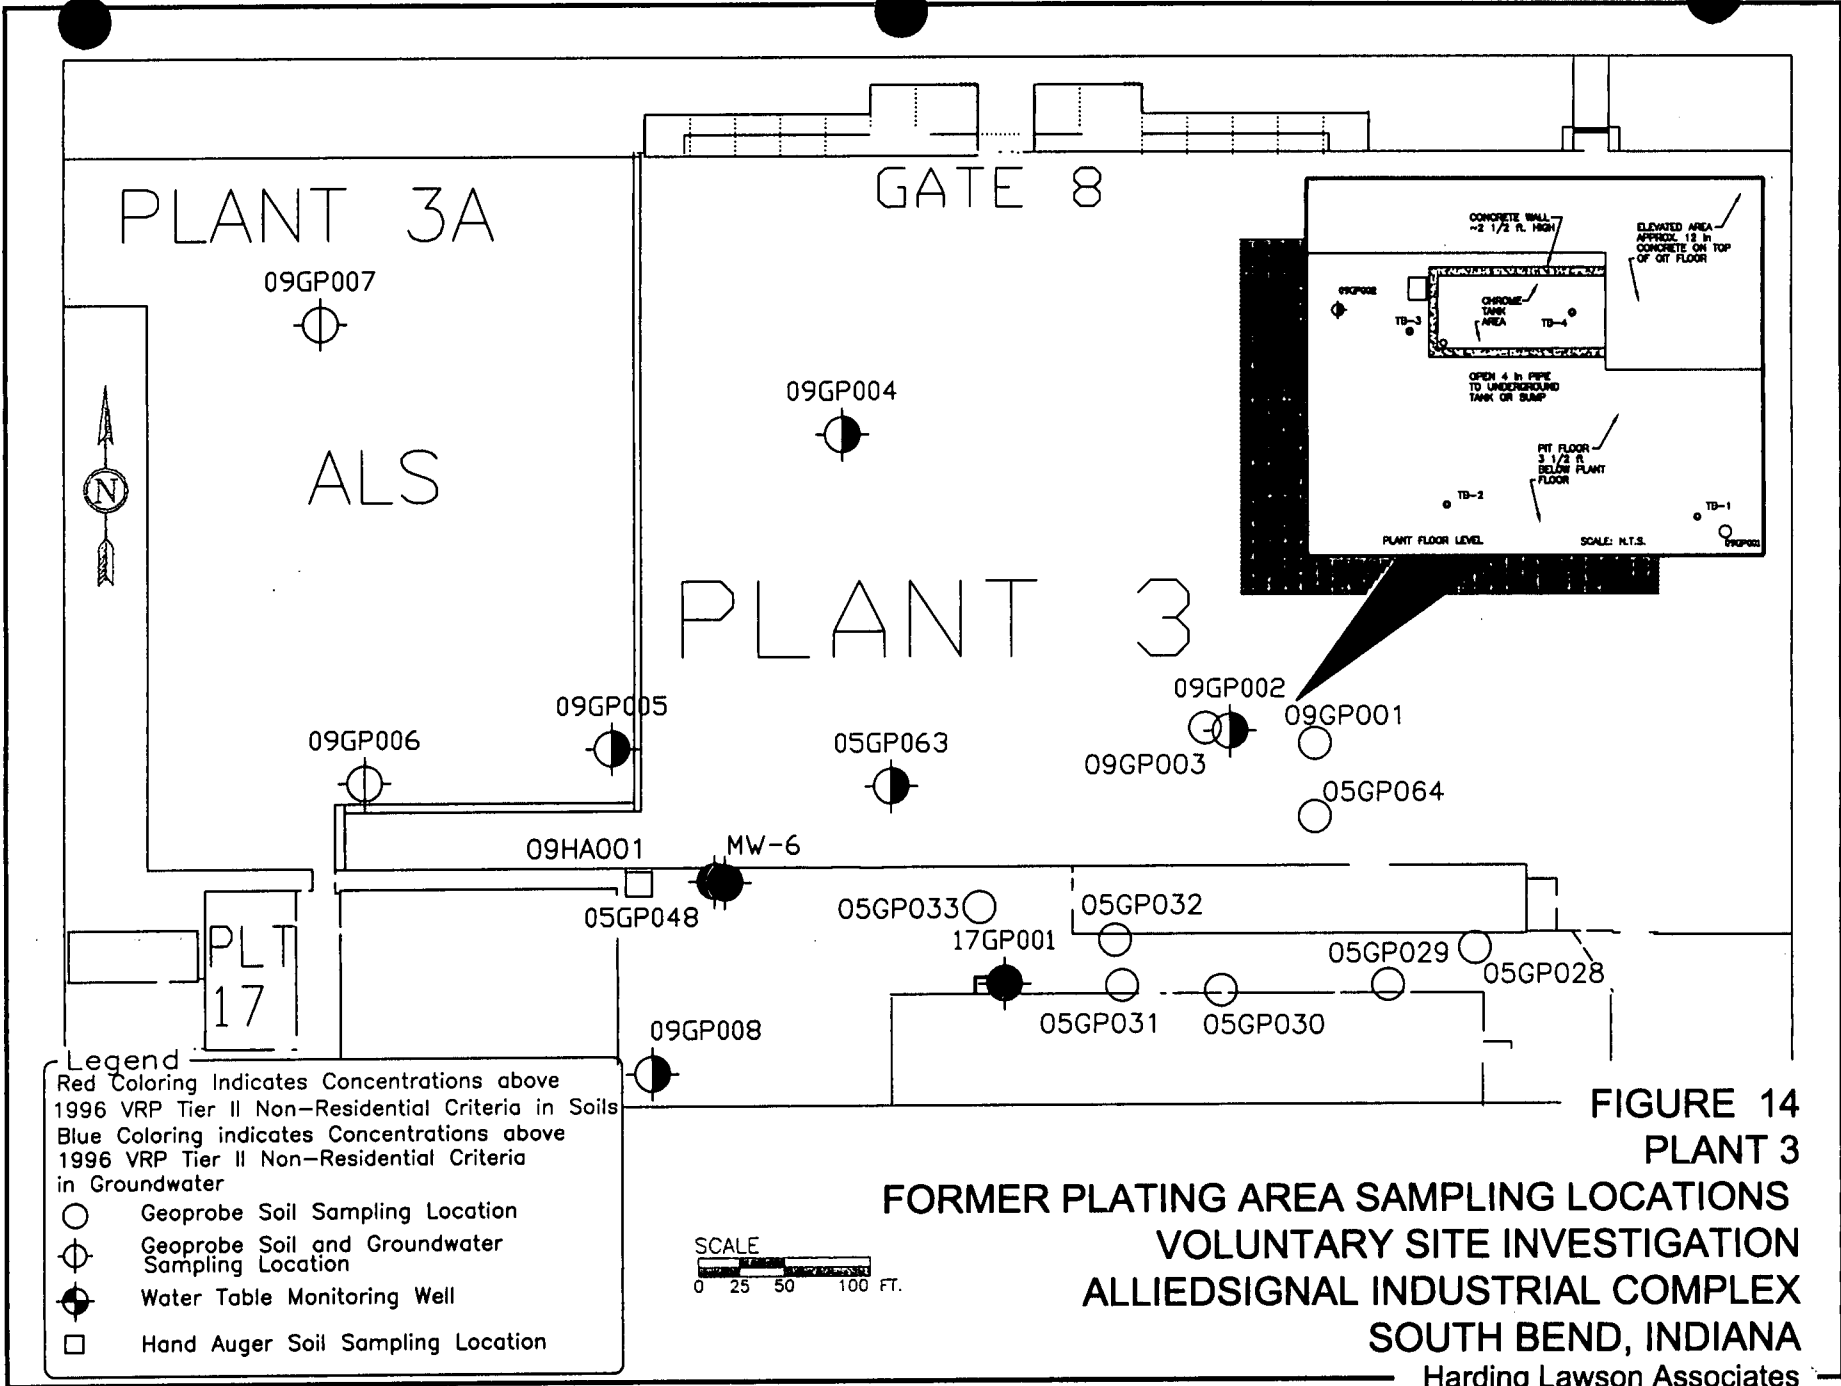 GATE 8
PLANT 3A
09GP007
ALS
N
09GP004
PLANT 3
CONCRETE WALL
~2 1/2 ft. HIGH
ELEVATED AREA
APPROX. 12 in
CONCRETE ON TOP
OF OIT FLOOR
09GP002
CHROME
TANK
AREA
TB-3
TB-4
OPEN 4 in PIPE
TO UNDERGROUND
TANK OR SUMP
PIT FLOOR
3 1/2 ft
BELOW PLANT
FLOOR
TB-2
TB-1
09GP001
PLANT FLOOR LEVEL
SCALE: N.T.S.
09GP002
09GP005
09GP001
09GP006
05GP063
09GP003
05GP064
09HA001
MW-6
05GP048
05GP033
05GP032
17GP001
05GP029
05GP028
PLT
17
05GP031
05GP030
09GP008
Legend
Red Coloring Indicates Concentrations above
1996 VRP Tier II Non-Residential Criteria in Soils
Blue Coloring indicates Concentrations above
1996 VRP Tier II Non-Residential Criteria
in Groundwater
Geoprobe Soil Sampling Location
Geoprobe Soil and Groundwater
Sampling Location
Water Table Monitoring Well
Hand Auger Soil Sampling Location
SCALE
0 25 50 100 FT.
FIGURE 14
PLANT 3
FORMER PLATING AREA SAMPLING LOCATIONS
VOLUNTARY SITE INVESTIGATION
ALLIEDSIGNAL INDUSTRIAL COMPLEX
SOUTH BEND, INDIANA
Harding Lawson Associates